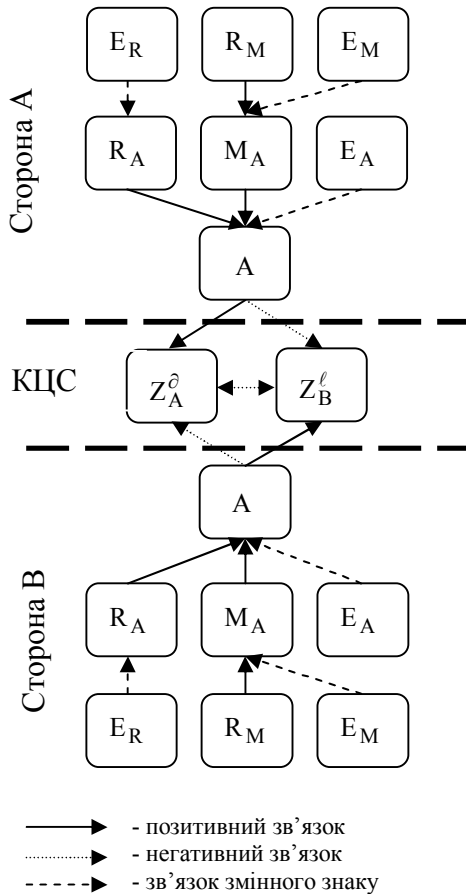 E_R R_M E_M
Сторона А
R_A M_A E_A
A
КЦС
Z_A^∂ Z_B^ℓ
A
Сторона В
R_A M_A E_A
E_R R_M E_M
- позитивний зв’язок
- негативний зв’язок
- зв’язок змінного знаку